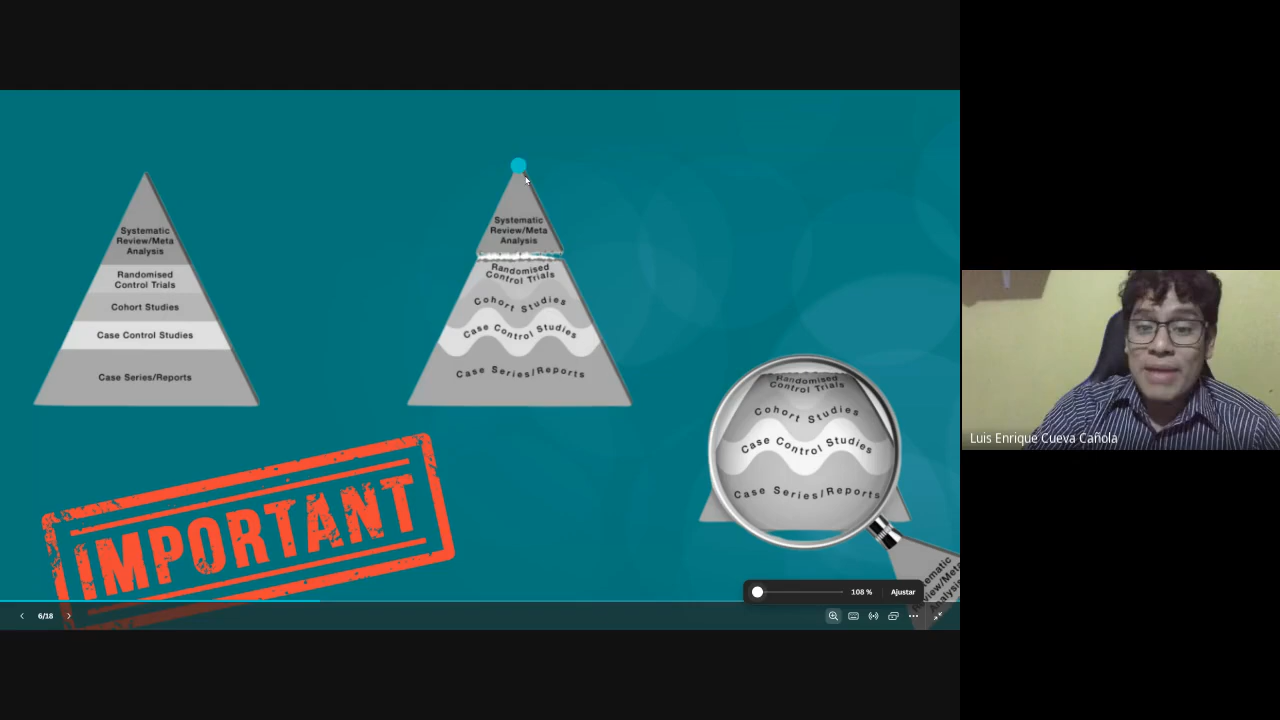 Systematic
Review/Meta
Analysis
Randomised
Control Trials
Cohort Studies
Case Control Studies
Case Series/Reports
Systematic
Review/Meta
Analysis
Randomised
Control Trials
Cohort Studies
Case Control Studies
Case Series/Reports
Randomised
Control Trials
Cohort Studies
Case Control Studies
Case Series/Reports
Analysis
IMPORTANT
108 %
Ajustar
6/18
Luis Enrique Cueva Cañola